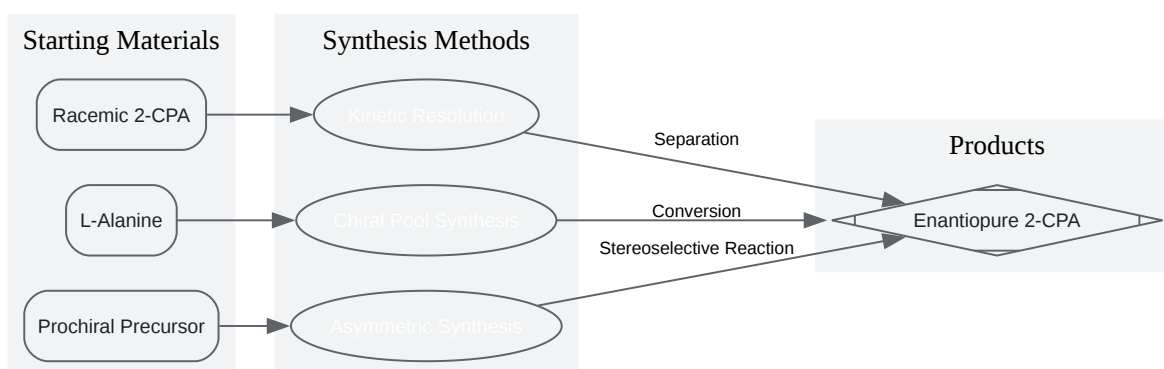 Starting Materials
Synthesis Methods
Racemic 2-CPA
Kinetic Resolution
Separation
Products
L-Alanine
Chiral Pool Synthesis
Conversion
Enantiopure 2-CPA
Stereoselective Reaction
Prochiral Precursor
Asymmetric Synthesis